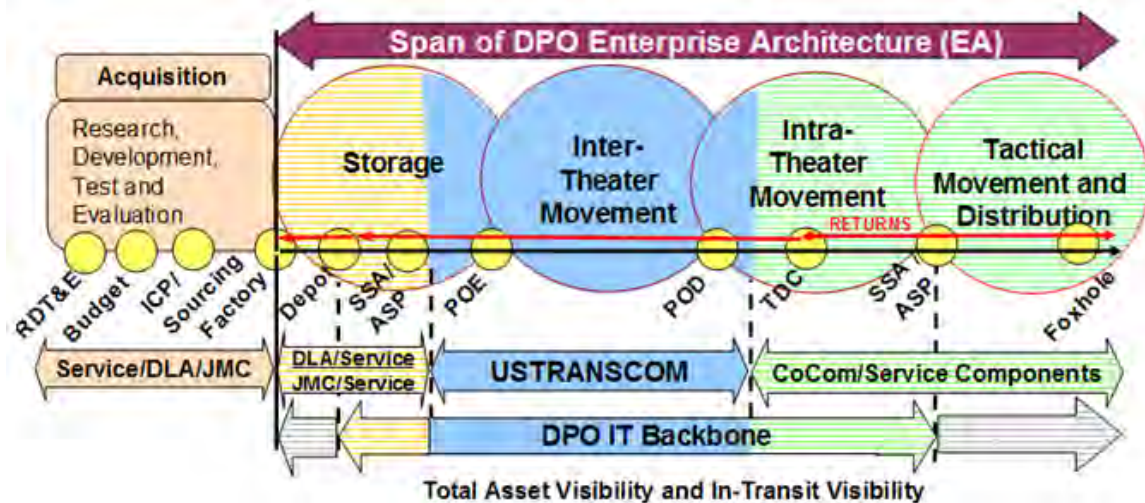 Span of DPO Enterprise Architecture (EA)
Acquisition
Research,
Development,
Test and
Evaluation
Storage
Inter-
Theater
Movement
Intra-
Theater
Movement
Tactical
Movement and
Distribution
RETURNS
RDT&E
Budget
ICP/
Sourcing
Factory
Depot
SSA/
ASP
POE
POD
TDC
SSA
ASP
Foxhole
Service/DLA/JMC
DLA/Service
JMC/Service
USTRANSCOM
CoCom/Service Components
DPO IT Backbone
Total Asset Visibility and In-Transit Visibility